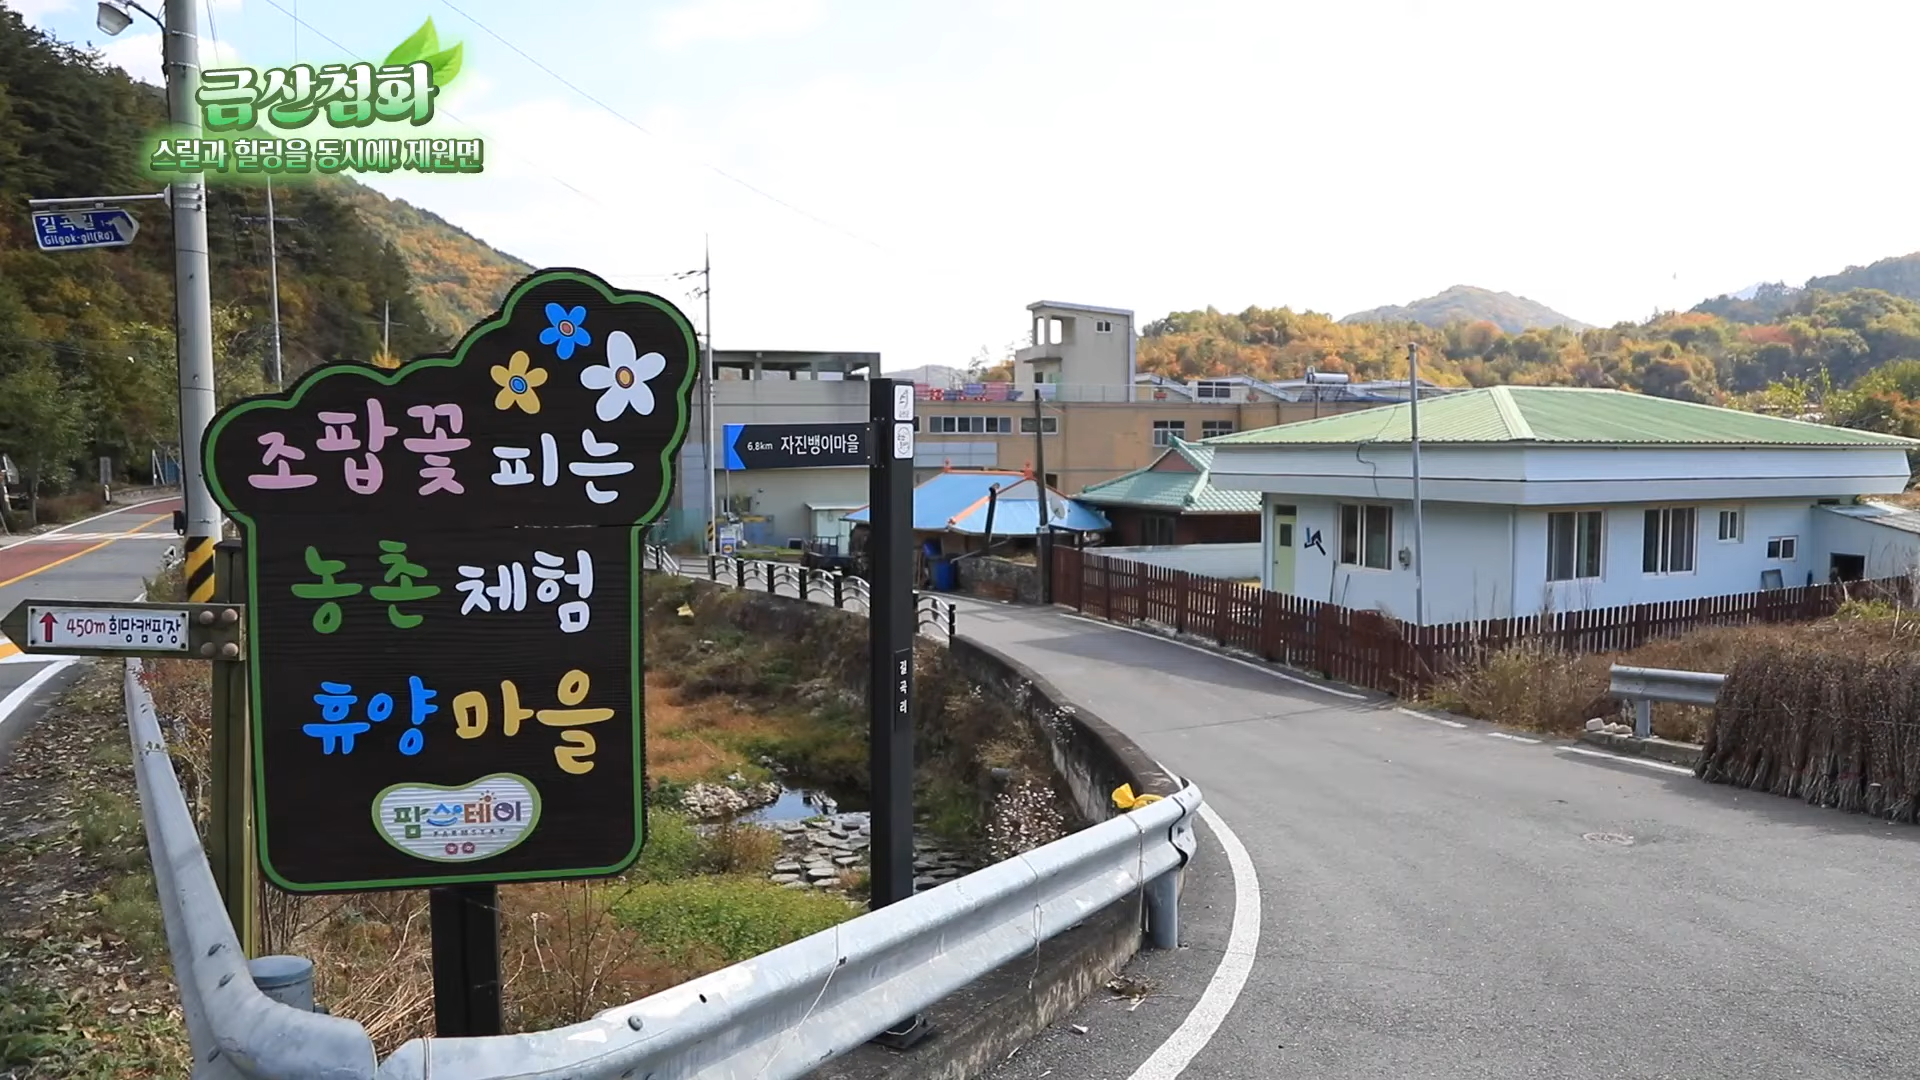 금산첨화
스릴과 힐링을 동시에! 제원면
길곡길
Gilgok-gil(Rd)
조팝꽃 피는
농촌 체험
휴양 마을
팜스테이
FARMSTAY
450m 희망캠핑장
6.8km 자진뱅이마을
길곡리